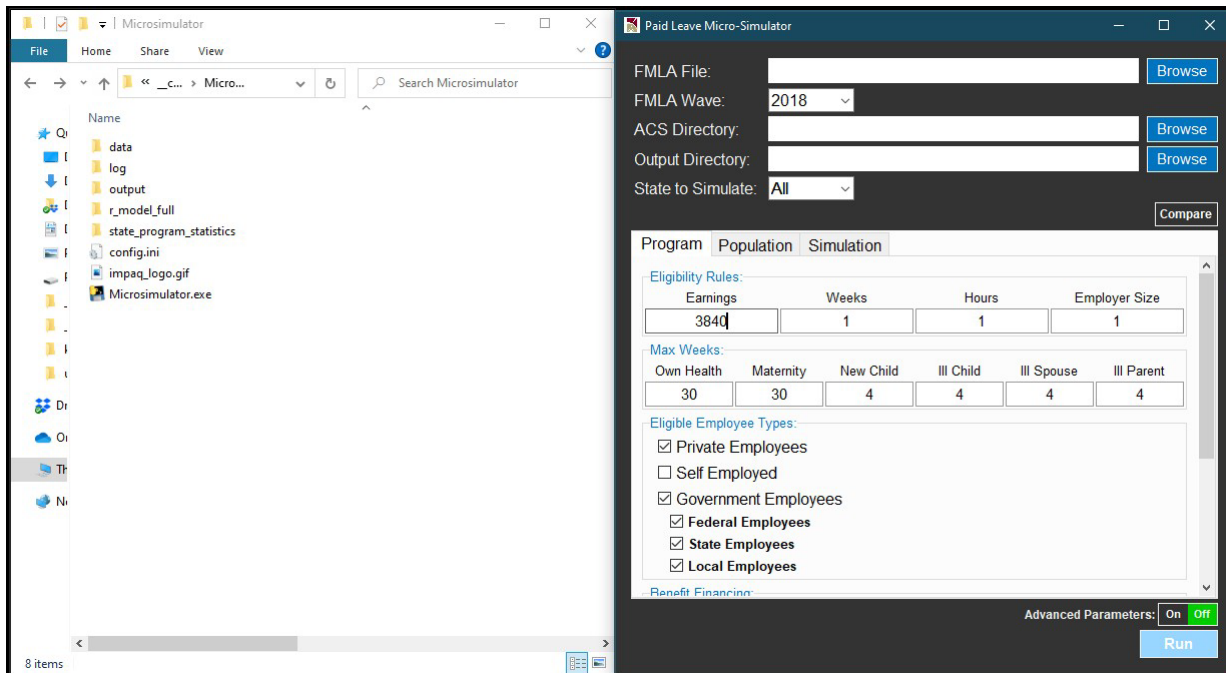 Microsimulator
File Home Share View
« __c... › Micro...
Search Microsimulator
Name
data
log
output
r_model_full
state_program_statistics
config.ini
impaq_logo.gif
Microsimulator.exe
8 items
Paid Leave Micro-Simulator
FMLA File: Browse
FMLA Wave: 2018
ACS Directory: Browse
Output Directory: Browse
State to Simulate: All
Compare
Program Population Simulation
Eligibility Rules:
Earnings Weeks Hours Employer Size
3840 1 1 1
Max Weeks:
Own Health Maternity New Child Ill Child Ill Spouse Ill Parent
30 30 4 4 4 4
Eligible Employee Types:
Private Employees
Self Employed
Government Employees
Federal Employees
State Employees
Local Employees
Benefit Financing:
Advanced Parameters: On Off
Run